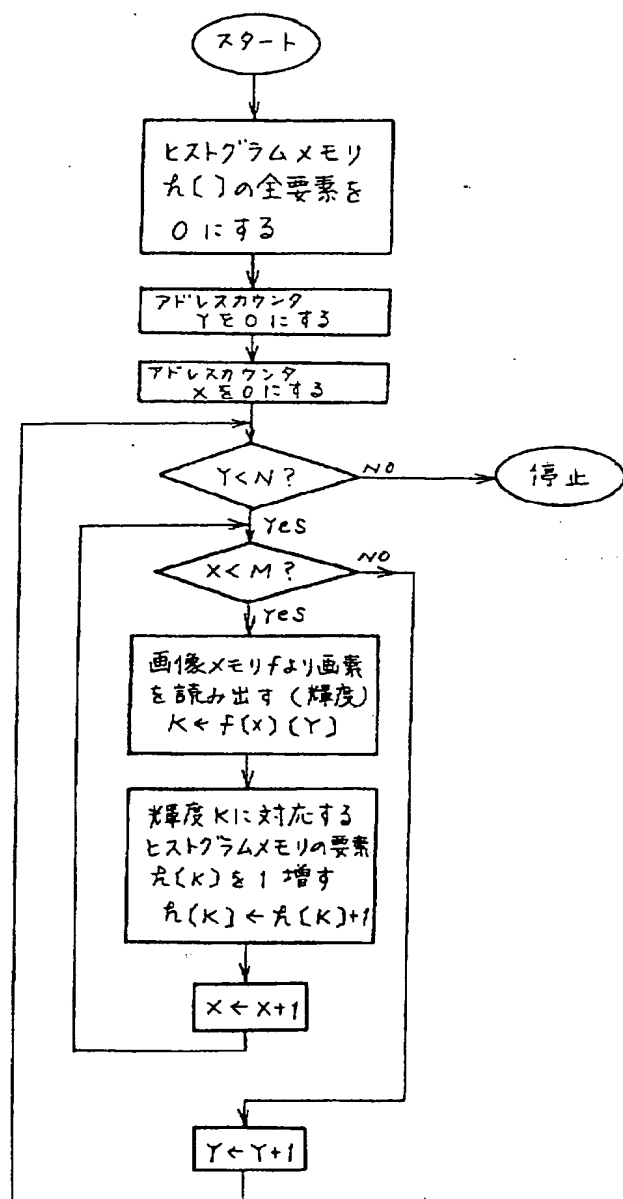 スタート
ヒストグラムメモリ
h[ ]の全要素を
0にする
アドレスカウンタ
Yを0にする
アドレスカウンタ
Xを0にする
Y<N?
NO
停止
Yes
X<M?
NO
Yes
画像メモリfより画素
を読み出す(輝度)
K←f(x)[Y]
輝度Kに対応する
ヒストグラムメモリの要素
h[K]を1増す
h[K]←h[K]+1
X←X+1
Y←Y+1